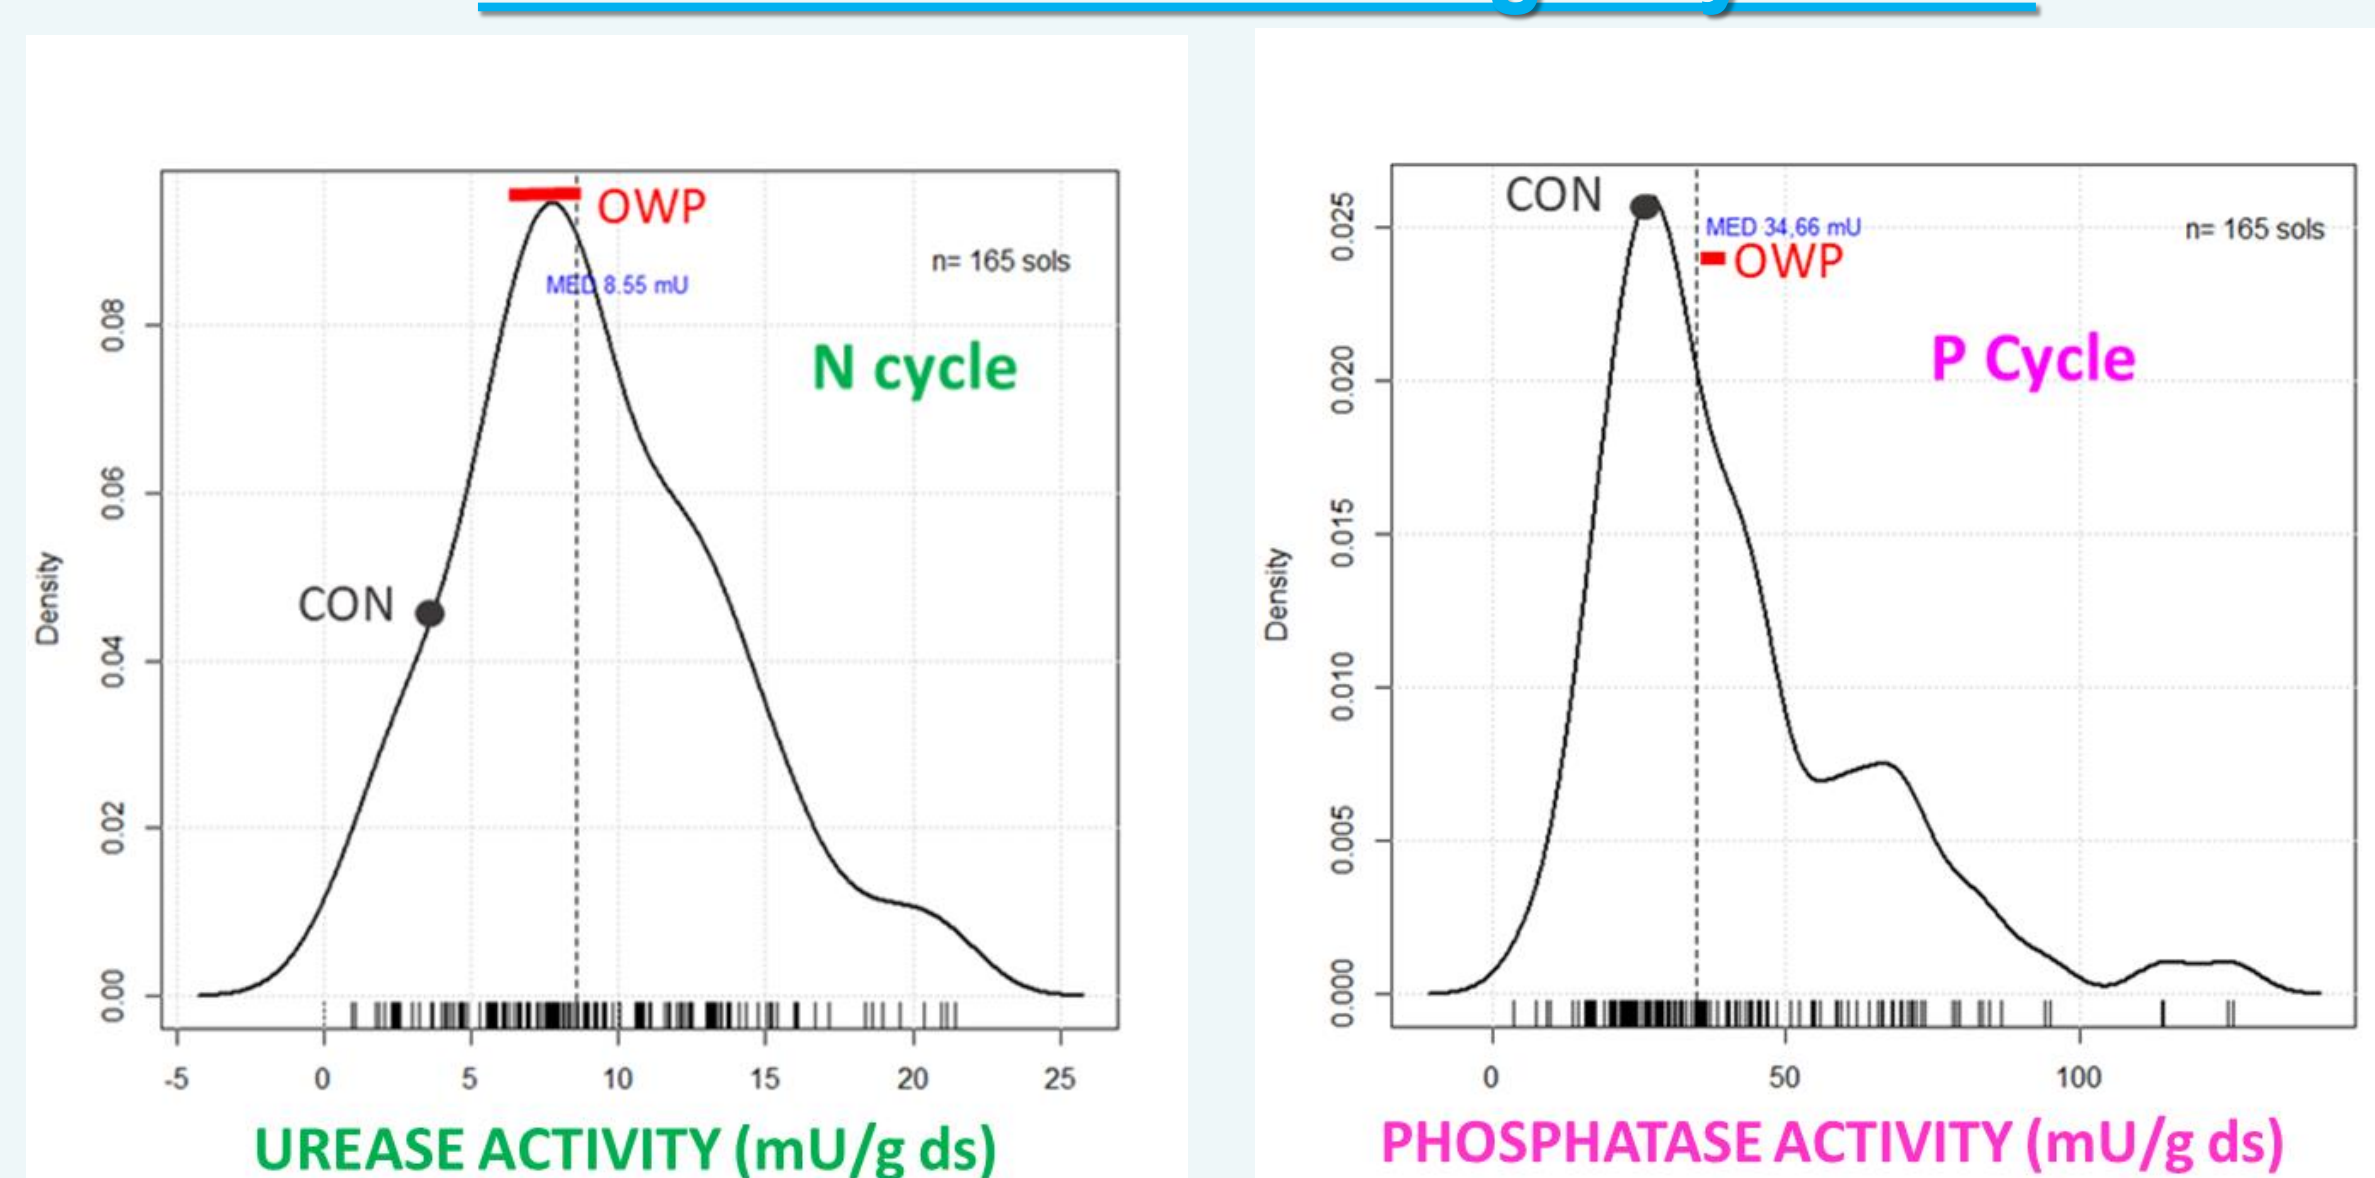 OWP
MED 8.55 mU
n= 165 sols
N cycle
CON
Density
0.00
0.02
0.04
0.06
0.08
-5
0
5
10
15
20
25
UREASE ACTIVITY (mU/g ds)
CON
MED 34,66 mU
OWP
n= 165 sols
P Cycle
Density
0.000
0.005
0.010
0.015
0.020
0.025
0
50
100
PHOSPHATASE ACTIVITY (mU/g ds)